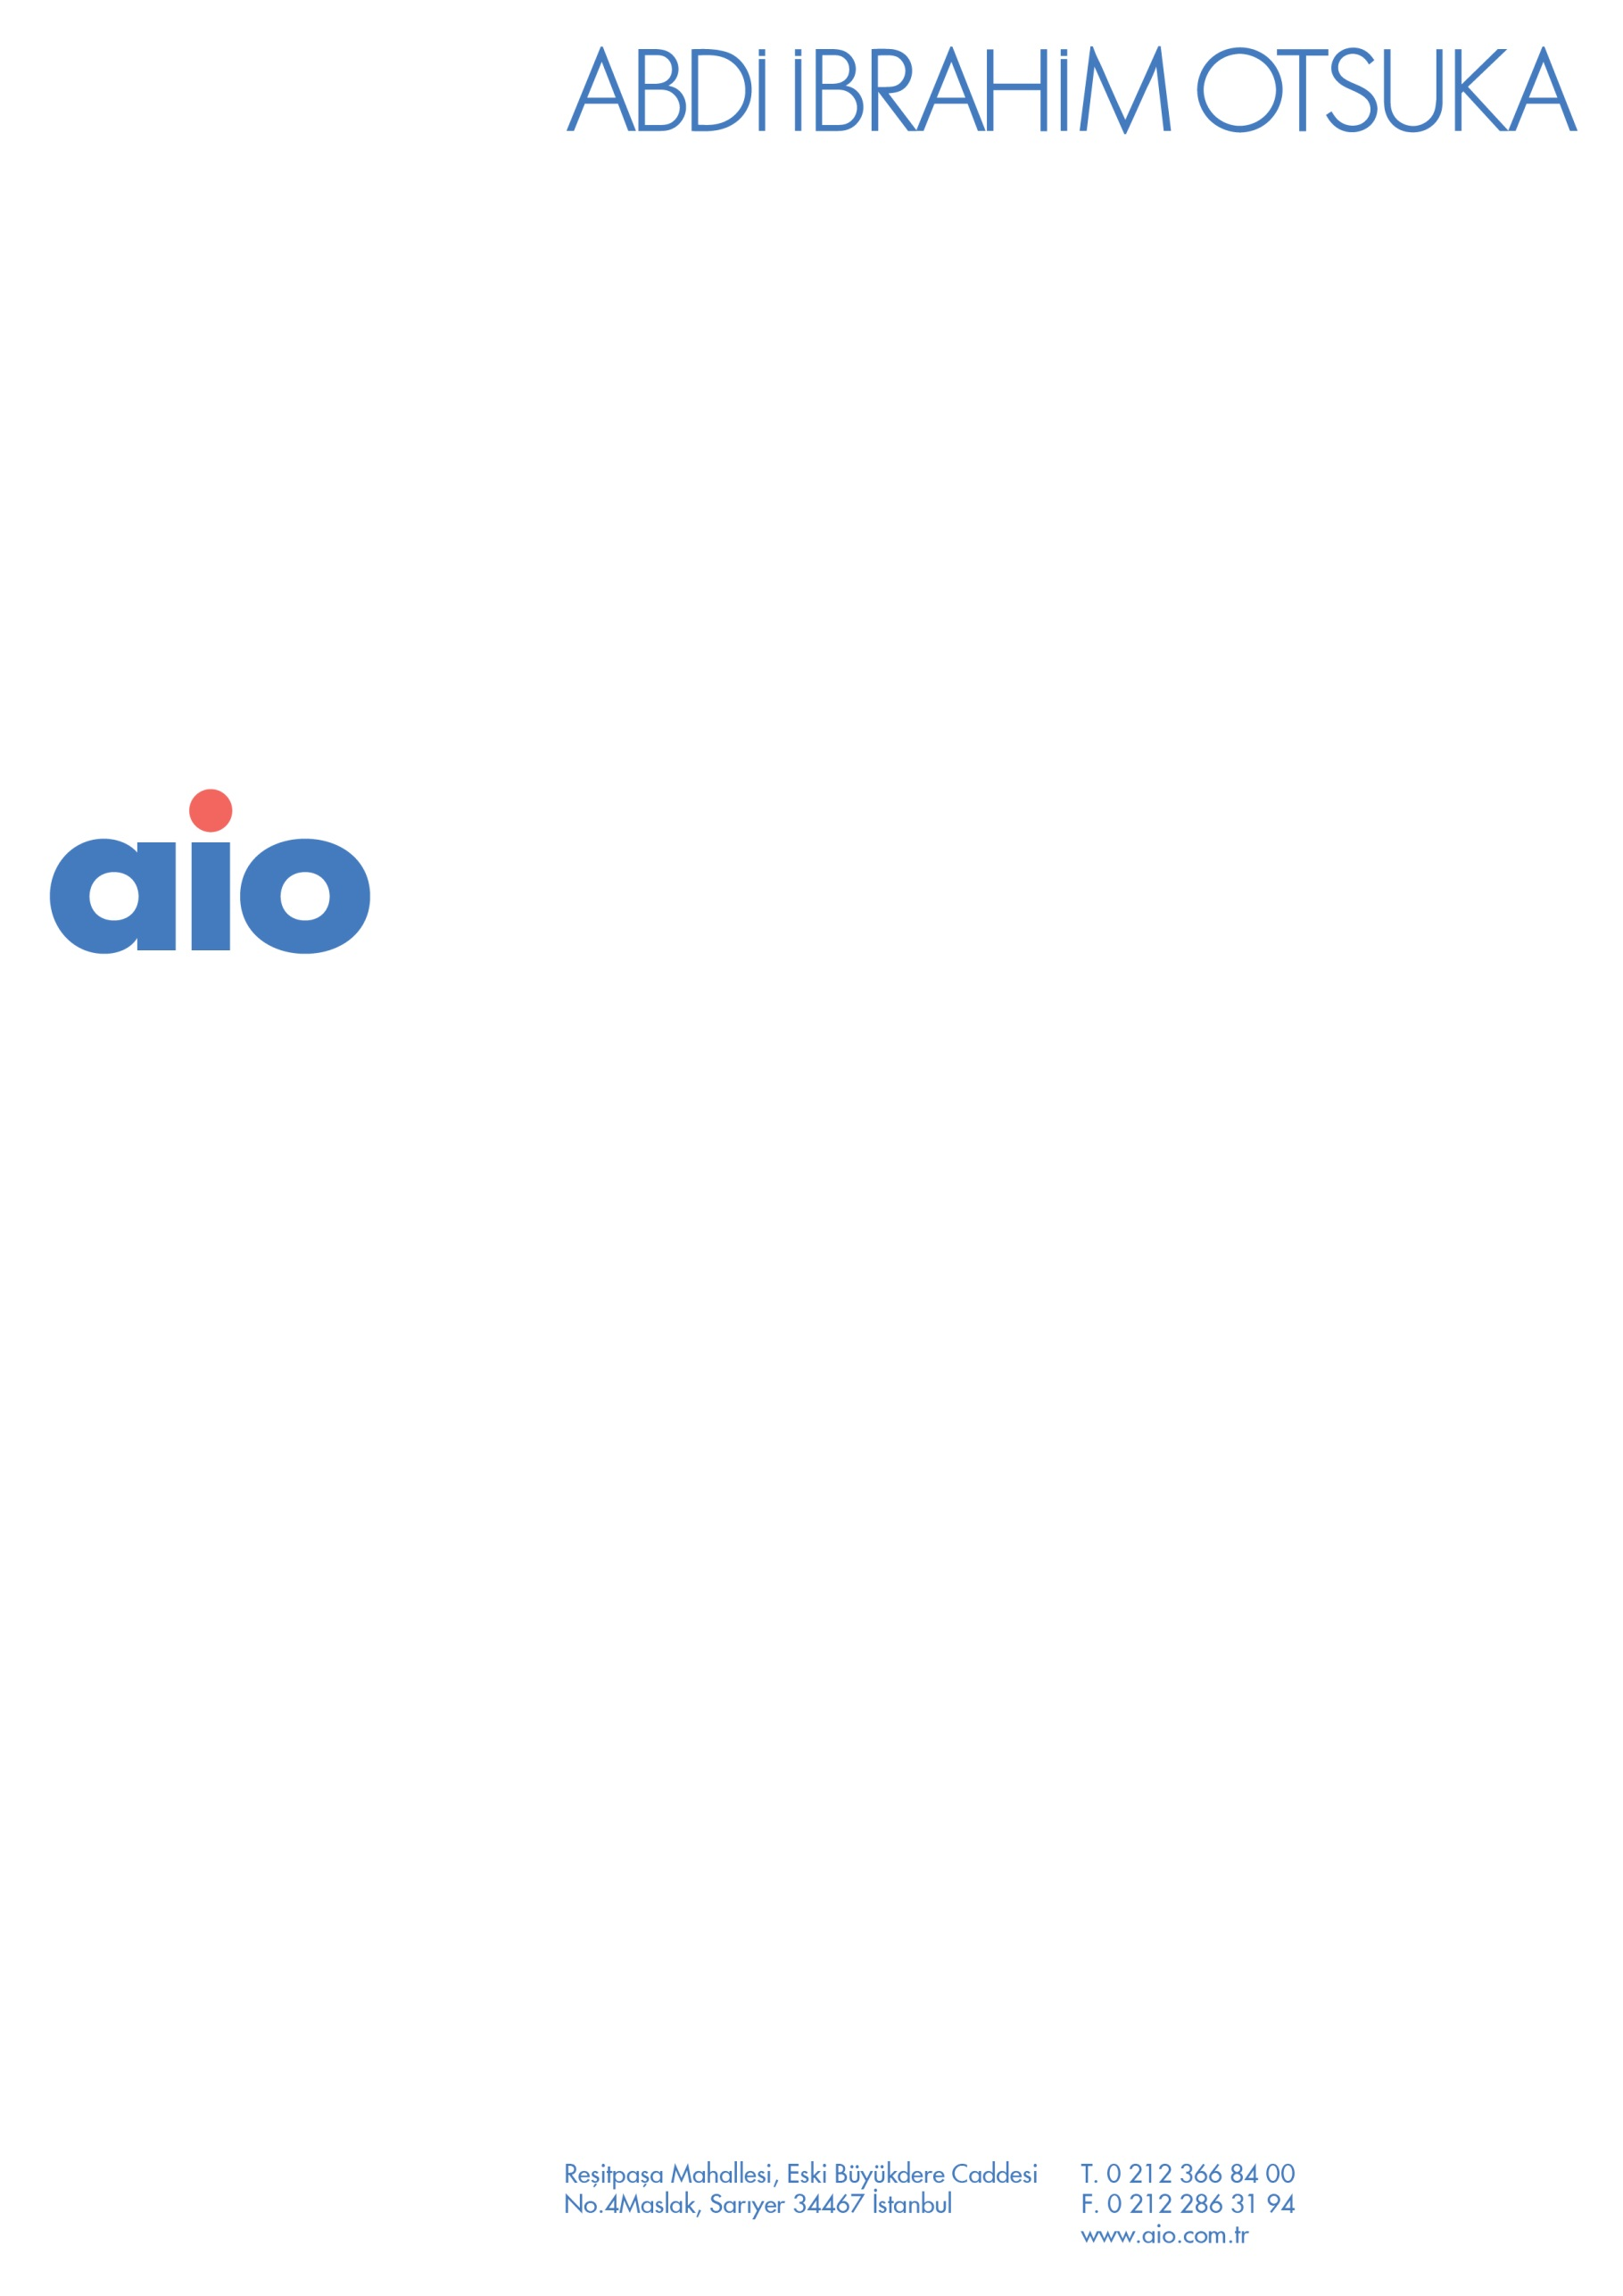 ABDİ İBRAHİM OTSUKA
aio
Reşitpaşa Mahallesi, Eski Büyükdere Caddesi
No.4Maslak, Sarıyer 34467 İstanbul
T. 0 212 366 84 00
F. 0 212 286 31 94
www.aio.com.tr